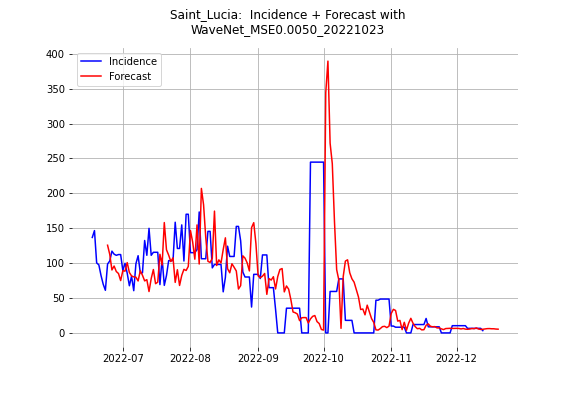 Saint_Lucia:  Incidence + Forecast with
WaveNet_MSE0.0050_20221023
Incidence
Forecast
400
350
300
250
200
150
100
50
0
2022-07 2022-08 2022-09 2022-10 2022-11 2022-12